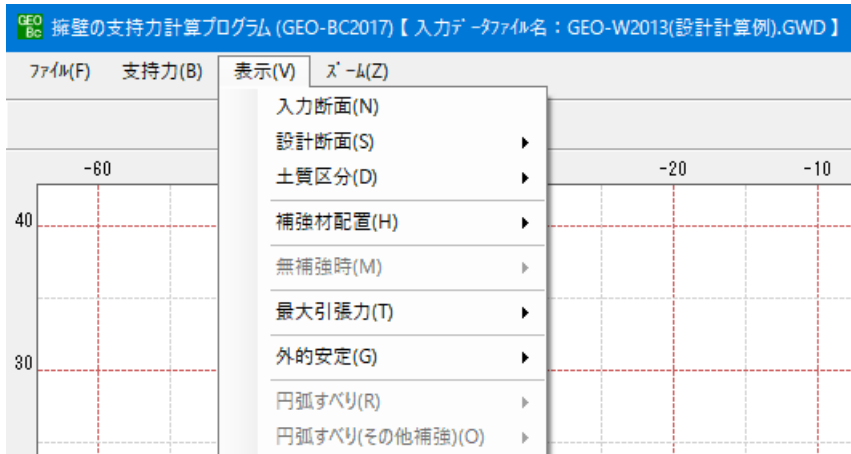 GEO Bc 擁壁の支持力計算プログラム (GEO-BC2017)【 入力ﾃﾞｰﾀﾌｧｲﾙ名：GEO-W2013(設計計算例).GWD 】
ﾌｧｲﾙ(F) 支持力(B) 表示(V) ｽﾞｰﾑ(Z)
入力断面(N)
設計断面(S)
土質区分(D)
-60 -20 -10
40
補強材配置(H)
無補強時(M)
最大引張力(T)
外的安定(G)
30
円弧すべり(R)
円弧すべり(その他補強)(O)